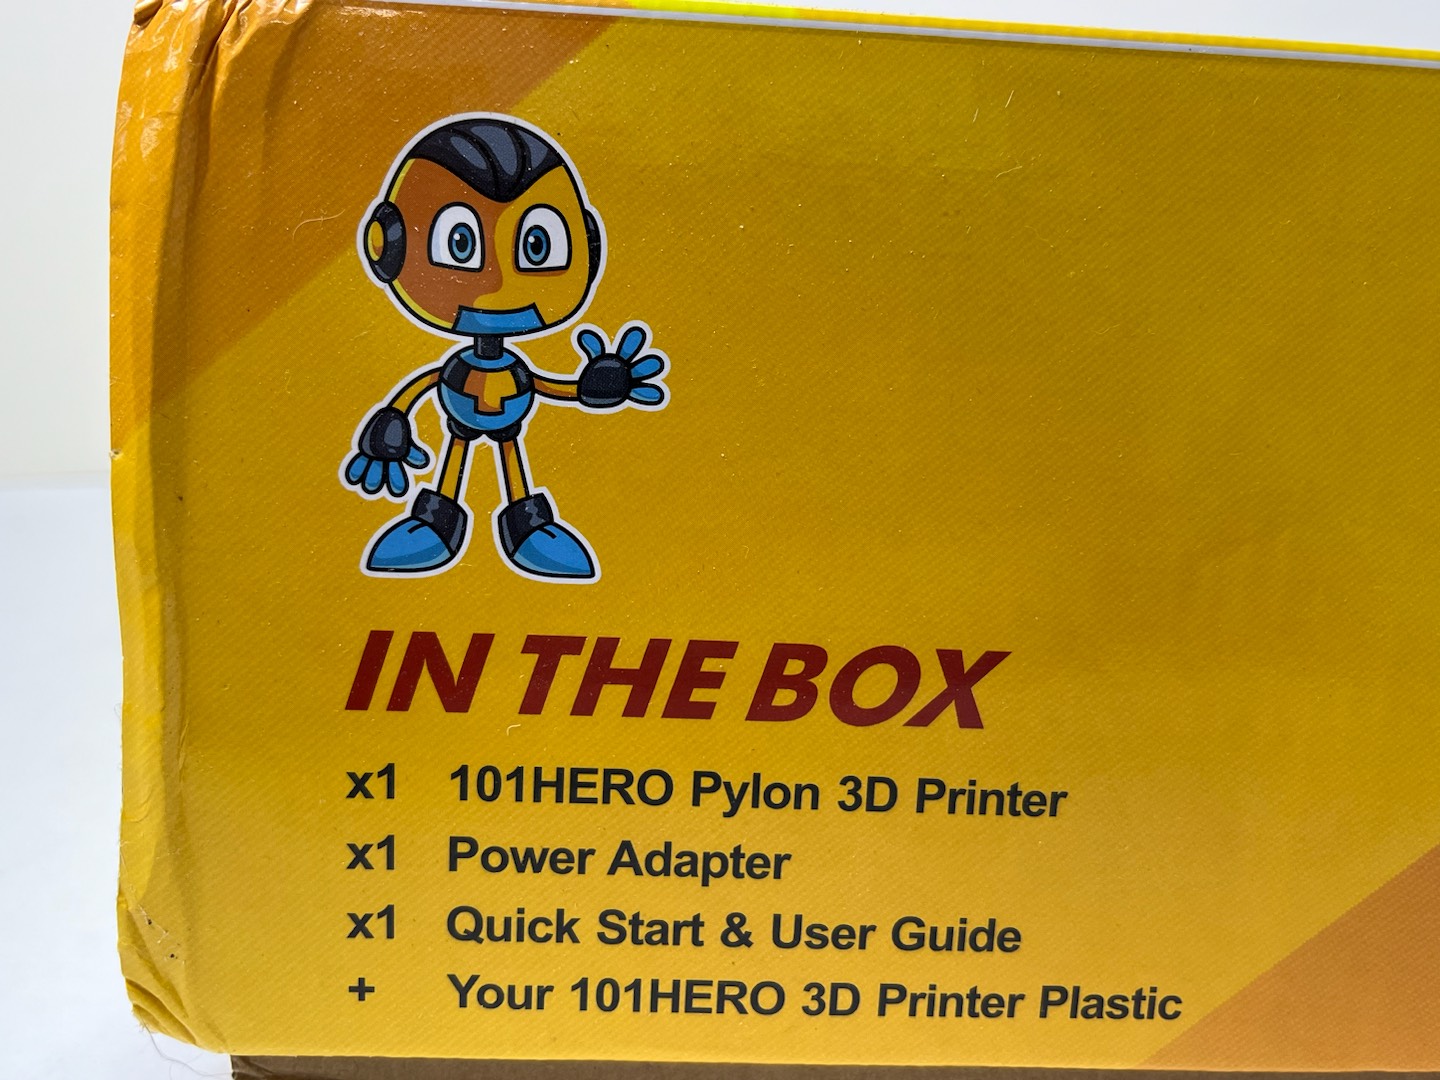 IN THE BOX
x1 101HERO Pylon 3D Printer
x1 Power Adapter
x1 Quick Start & User Guide
+ Your 101HERO 3D Printer Plastic